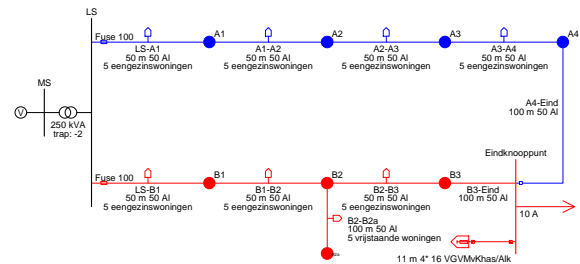 LS
Fuse 100
A1
A2
A3
A4
LS-A1
50 m 50 Al
5 eengezinswoningen
A1-A2
50 m 50 Al
5 eengezinswoningen
A2-A3
50 m 50 Al
5 eengezinswoningen
A3-A4
50 m 50 Al
5 eengezinswoningen
MS
V
250 kVA
trap: -2
A4-Eind
100 m 50 Al
Eindknooppunt
Fuse 100
B1
B2
B3
LS-B1
50 m 50 Al
5 eengezinswoningen
B1-B2
50 m 50 Al
5 eengezinswoningen
B2-B3
50 m 50 Al
5 eengezinswoningen
B3-Eind
100 m 50 Al
10 A
B2-B2a
100 m 50 Al
5 vrijstaande woningen
B2a
11 m 4* 16 VGVMvKhas/Alk